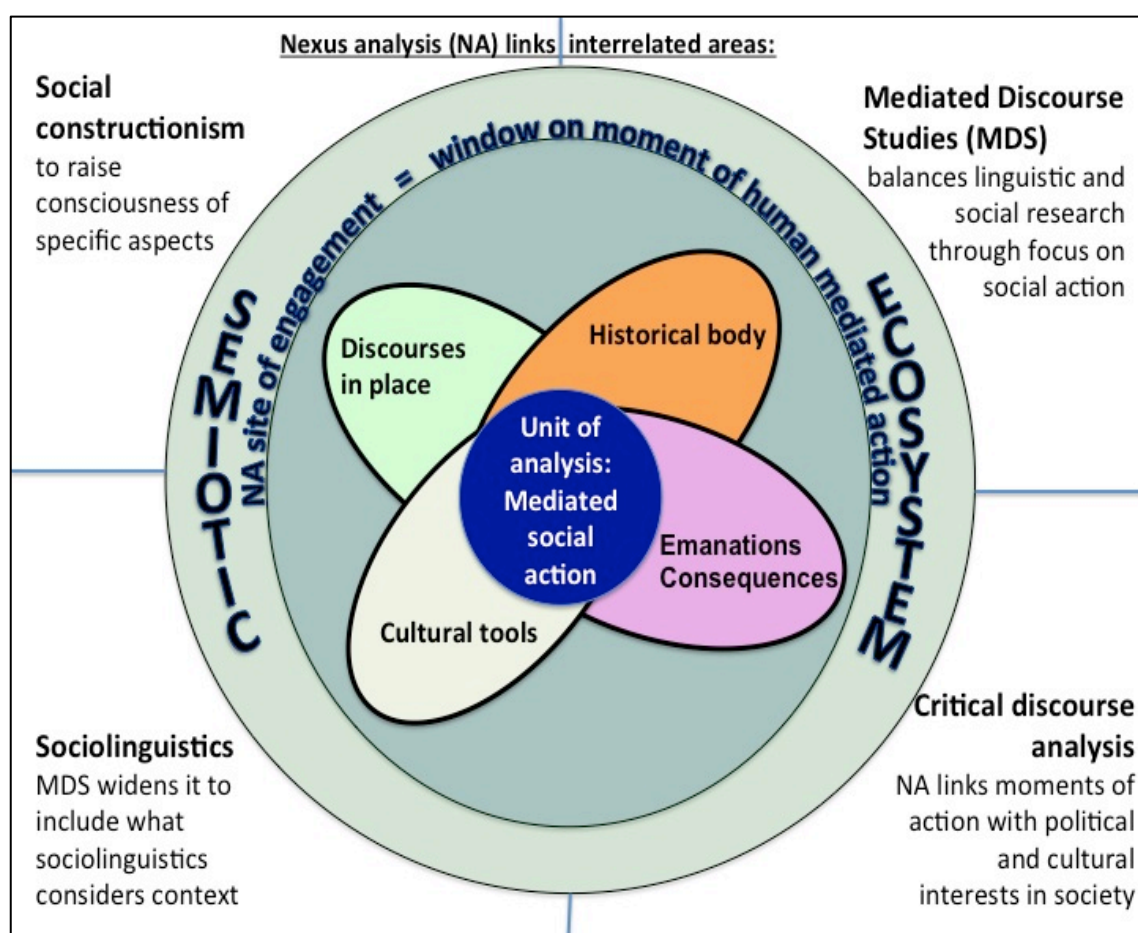 Nexus analysis (NA) links interrelated areas:
Social
constructionism
to raise
consciousness of
specific aspects
Mediated Discourse
Studies (MDS)
balances linguistic and
social research
through focus on
social action
SEMIOTIC
ECOSYSTEM
NA site of engagement = window on moment of human mediated action
Discourses
in place
Historical body
Unit of
analysis:
Mediated
social
action
Emanations
Consequences
Cultural tools
Sociolinguistics
MDS widens it to
include what
sociolinguistics
considers context
Critical discourse
analysis
NA links moments of
action with political
and cultural
interests in society